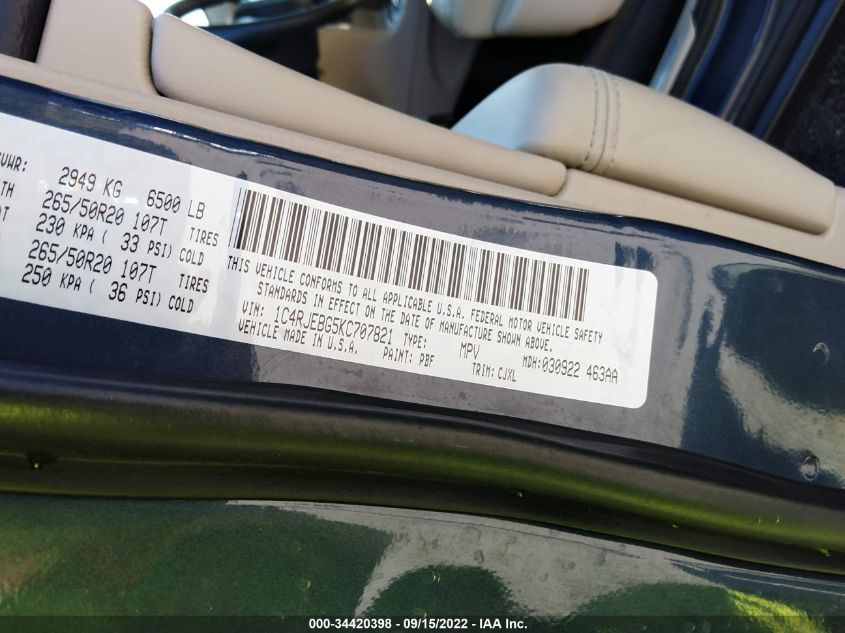 VWR: 2949 KG 6500 LB
TH 265/50R20 107T TIRES
OT 230 KPA ( 33 PSI) COLD
265/50R20 107T TIRES
250 KPA ( 36 PSI) COLD
THIS VEHICLE CONFORMS TO ALL APPLICABLE U.S.A. FEDERAL MOTOR VEHICLE SAFETY
STANDARDS IN EFFECT ON THE DATE OF MANUFACTURE SHOWN ABOVE.
VIN: 1C4RJEBG5KC707821 TYPE: MPV MDH:030922 463AA
VEHICLE MADE IN U.S.A. PAINT: PBF TRIM:CJXL
000-34420398 - 09/15/2022 - IAA Inc.